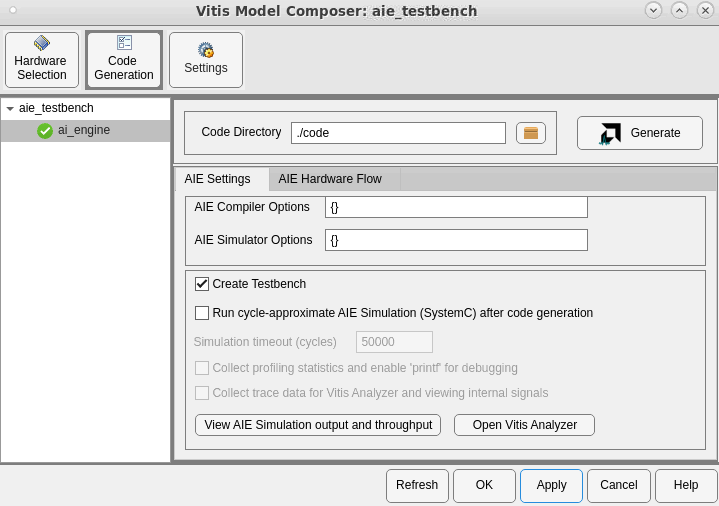 Vitis Model Composer: aie_testbench
Hardware
Selection
Code
Generation
Settings
aie_testbench
ai_engine
Code Directory
./code
Generate
AIE Settings
AIE Hardware Flow
AIE Compiler Options
{}
AIE Simulator Options
{}
Create Testbench
Run cycle-approximate AIE Simulation (SystemC) after code generation
Simulation timeout (cycles)
50000
Collect profiling statistics and enable 'printf' for debugging
Collect trace data for Vitis Analyzer and viewing internal signals
View AIE Simulation output and throughput
Open Vitis Analyzer
Refresh
OK
Apply
Cancel
Help